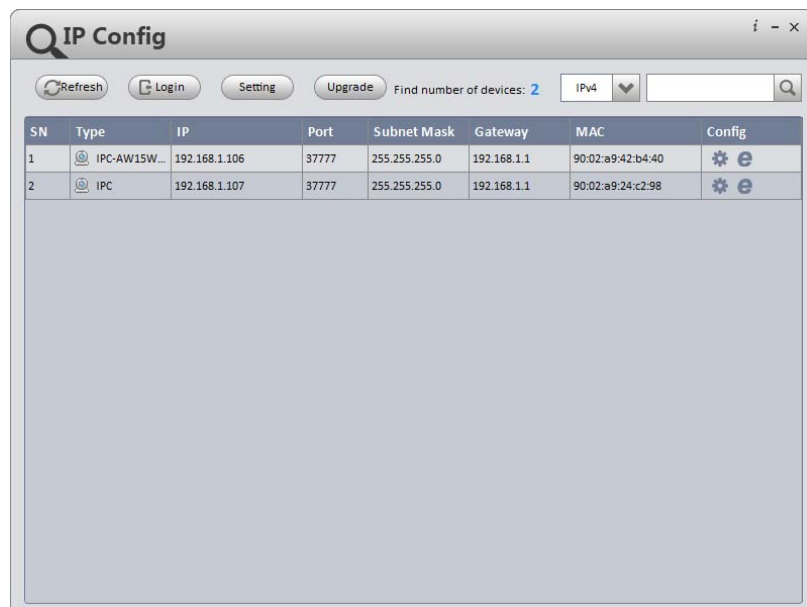 IP Config
i - x
Refresh Login Setting Upgrade Find number of devices: 2 IPv4
SN Type IP Port Subnet Mask Gateway MAC Config
1 IPC-AW15W... 192.168.1.106 37777 255.255.255.0 192.168.1.1 90:02:a9:42:b4:40
2 IPC 192.168.1.107 37777 255.255.255.0 192.168.1.1 90:02:a9:24:c2:98